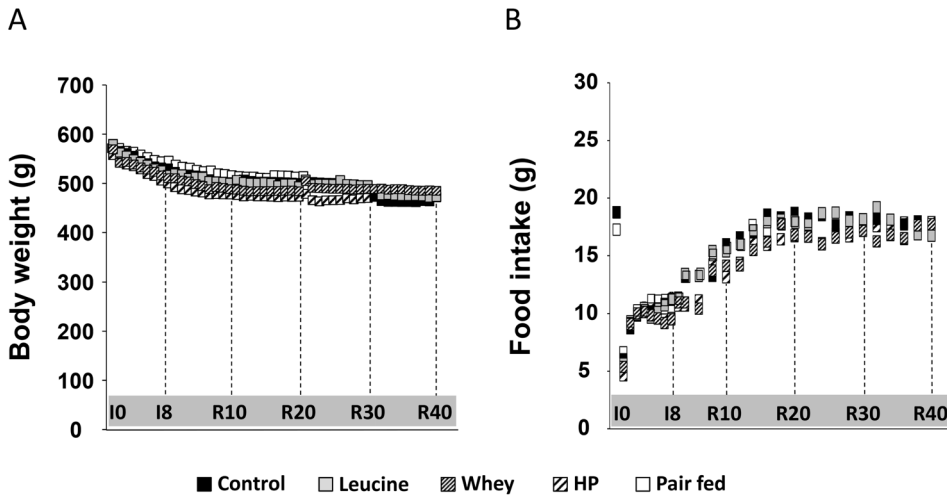 A
B
Body weight (g)
700
600
500
400
300
200
100
0
I0 I8 R10 R20 R30 R40
Food intake (g)
30
25
20
15
10
5
0
I0 I8 R10 R20 R30 R40
Control Leucine Whey HP Pair fed